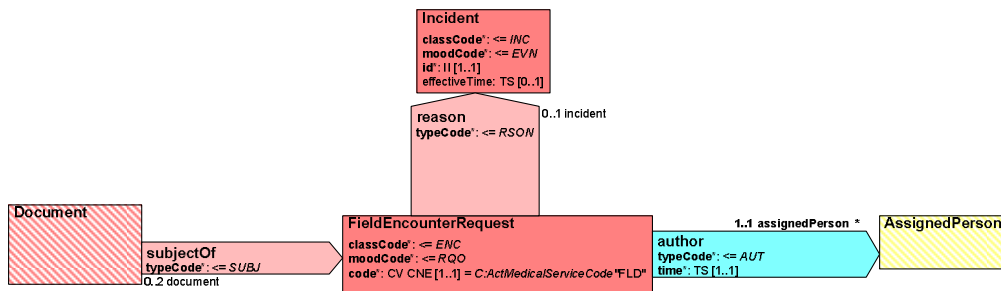 Incident
classCode*: <= INC
moodCode*: <= EVN
id*: II [1..1]
effectiveTime: TS [0..1]
reason
typeCode*: <= RSON
0..1 incident
Document
subjectOf
typeCode*: <= SUBJ
0..2 document
FieldEncounterRequest
classCode*: <= ENC
moodCode*: <= RQO
code*: CV CNE [1..1] = C:ActMedicalServiceCode"FLD"
1..1 assignedPerson *
author
typeCode*: <= AUT
time*: TS [1..1]
AssignedPerson